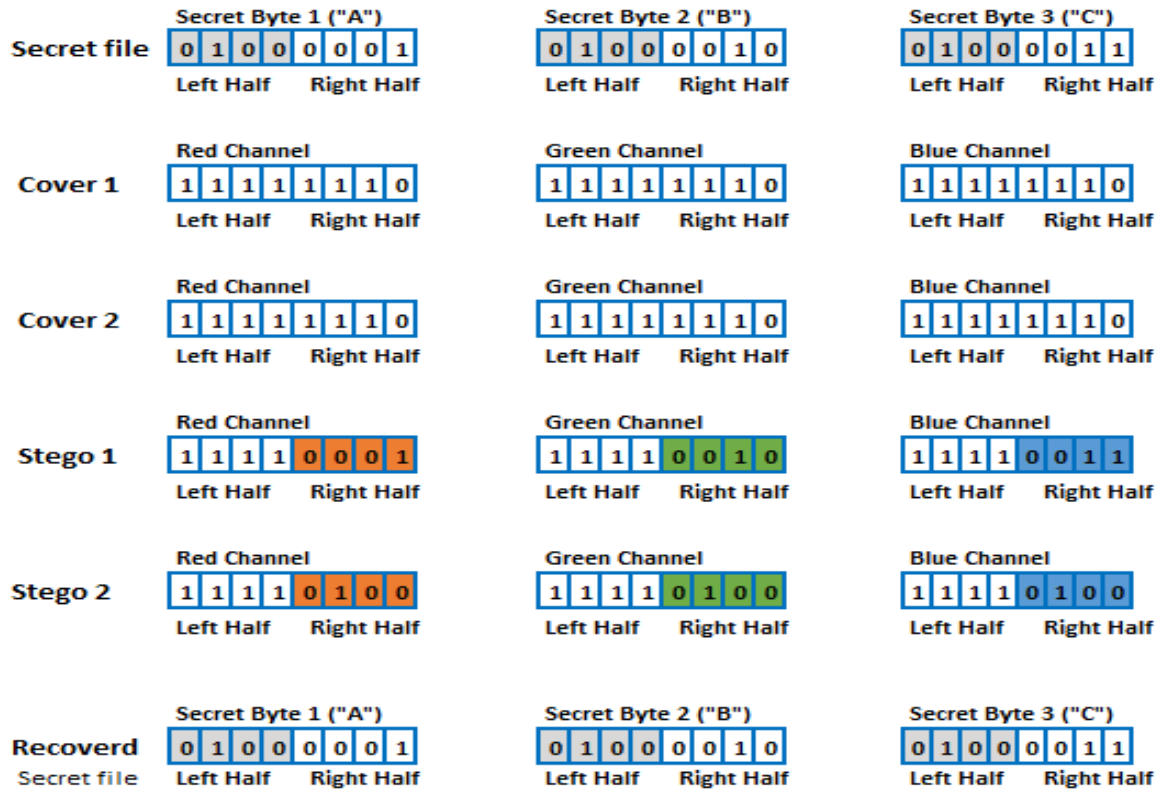 Secret Byte 1 ("A") Secret Byte 2 ("B") Secret Byte 3 ("C")
Secret file 0 1 0 0 0 0 0 1 0 1 0 0 0 0 1 0 0 1 0 0 0 0 1 1
Left Half Right Half Left Half Right Half Left Half Right Half
Red Channel Green Channel Blue Channel
Cover 1 1 1 1 1 1 1 1 0 1 1 1 1 1 1 1 0 1 1 1 1 1 1 1 0
Left Half Right Half Left Half Right Half Left Half Right Half
Red Channel Green Channel Blue Channel
Cover 2 1 1 1 1 1 1 1 0 1 1 1 1 1 1 1 0 1 1 1 1 1 1 1 0
Left Half Right Half Left Half Right Half Left Half Right Half
Red Channel Green Channel Blue Channel
Stego 1 1 1 1 1 0 0 0 1 1 1 1 1 0 0 1 0 1 1 1 1 0 0 1 1
Left Half Right Half Left Half Right Half Left Half Right Half
Red Channel Green Channel Blue Channel
Stego 2 1 1 1 1 0 1 0 0 1 1 1 1 0 1 0 0 1 1 1 1 0 1 0 0
Left Half Right Half Left Half Right Half Left Half Right Half
Secret Byte 1 ("A") Secret Byte 2 ("B") Secret Byte 3 ("C")
Recoverd 0 1 0 0 0 0 0 1 0 1 0 0 0 0 1 0 0 1 0 0 0 0 1 1
Secret file Left Half Right Half Left Half Right Half Left Half Right Half